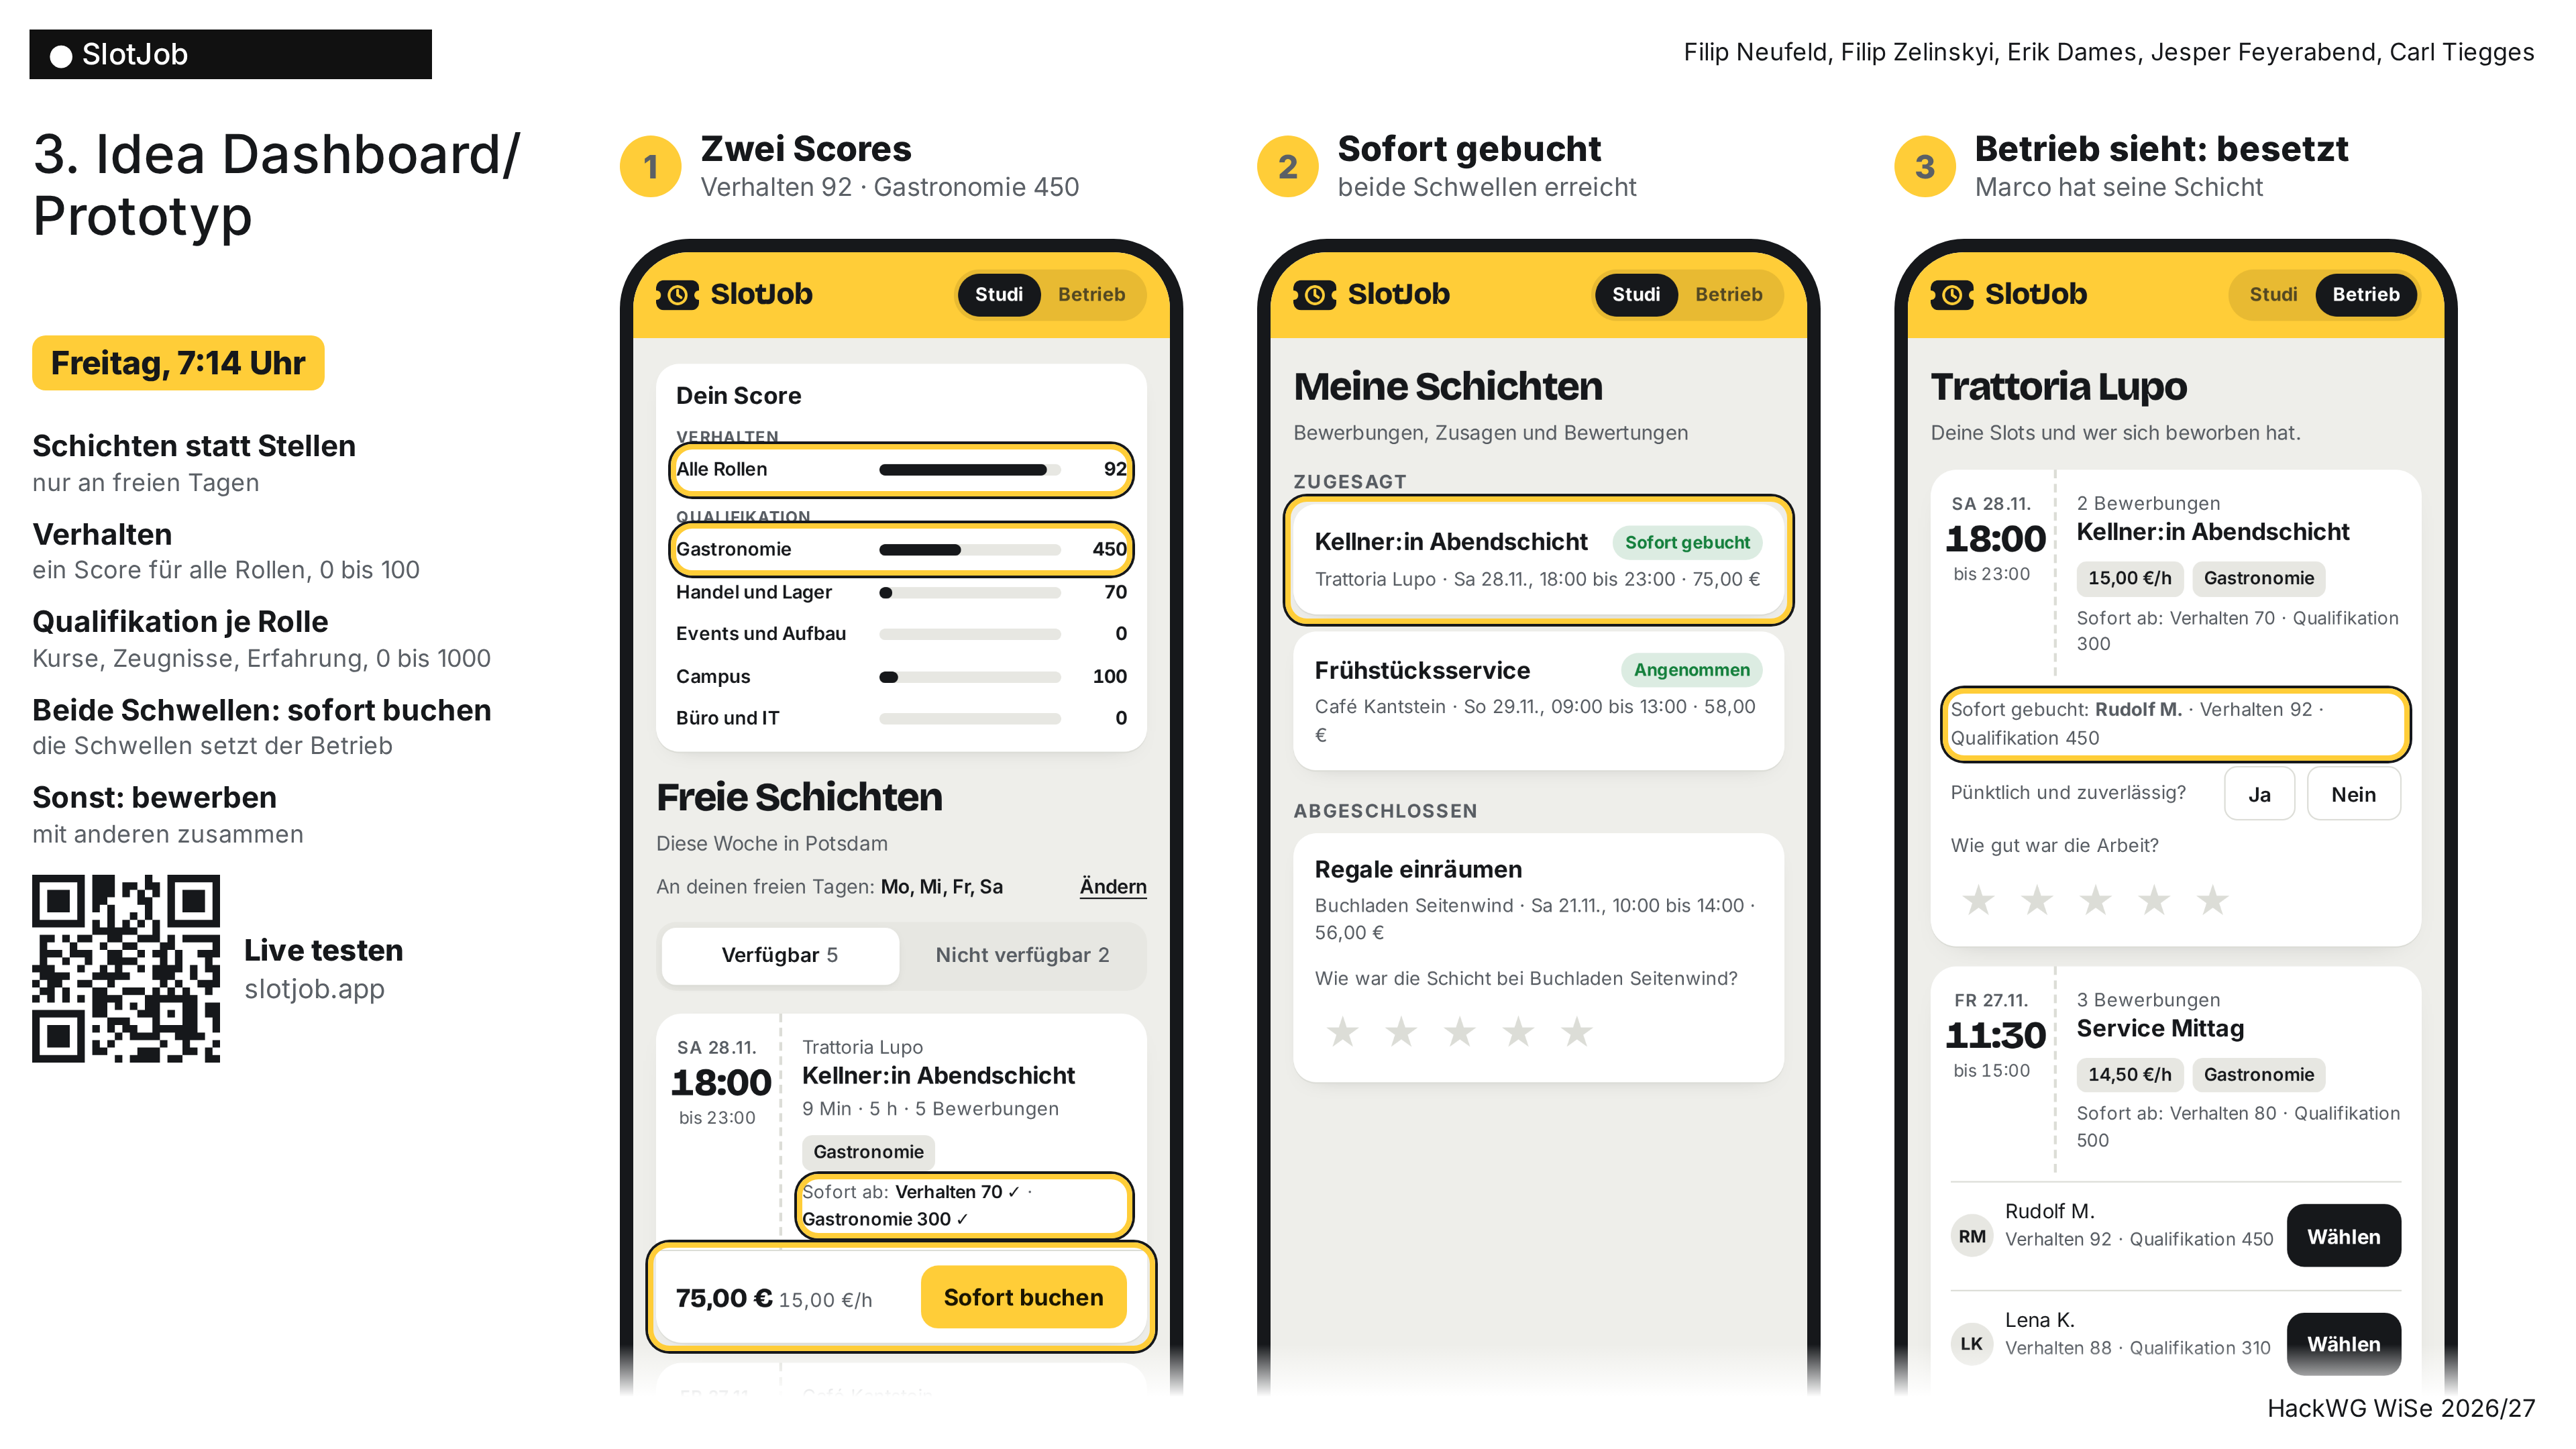 SlotJob
Filip Neufeld, Filip Zelinskyi, Erik Dames, Jesper Feyerabend, Carl Tiegges
3. Idea Dashboard/
Prototyp
Freitag, 7:14 Uhr
Schichten statt Stellen
nur an freien Tagen
Verhalten
ein Score für alle Rollen, 0 bis 100
Qualifikation je Rolle
Kurse, Zeugnisse, Erfahrung, 0 bis 1000
Beide Schwellen: sofort buchen
die Schwellen setzt der Betrieb
Sonst: bewerben
mit anderen zusammen
Live testen
slotjob.app
1
Zwei Scores
Verhalten 92 · Gastronomie 450
SlotJob
Studi
Betrieb
Dein Score
VERHALTEN
Alle Rollen 92
QUALIFIKATION
Gastronomie 450
Handel und Lager 70
Events und Aufbau 0
Campus 100
Büro und IT 0
Freie Schichten
Diese Woche in Potsdam
An deinen freien Tagen: Mo, Mi, Fr, Sa Ändern
Verfügbar 5 Nicht verfügbar 2
SA 28.11.
18:00
bis 23:00
Trattoria Lupo
Kellner:in Abendschicht
9 Min · 5 h · 5 Bewerbungen
Gastronomie
Sofort ab: Verhalten 70 ✓ ·
Gastronomie 300 ✓
75,00 € 15,00 €/h Sofort buchen
2
Sofort gebucht
beide Schwellen erreicht
SlotJob
Studi
Betrieb
Meine Schichten
Bewerbungen, Zusagen und Bewertungen
ZUGESAGT
Kellner:in Abendschicht Sofort gebucht
Trattoria Lupo · Sa 28.11., 18:00 bis 23:00 · 75,00 €
Frühstücksservice Angenommen
Café Kantstein · So 29.11., 09:00 bis 13:00 · 58,00
€
ABGESCHLOSSEN
Regale einräumen
Buchladen Seitenwind · Sa 21.11., 10:00 bis 14:00 ·
56,00 €
Wie war die Schicht bei Buchladen Seitenwind?
★ ★ ★ ★ ★
3
Betrieb sieht: besetzt
Marco hat seine Schicht
SlotJob
Studi
Betrieb
Trattoria Lupo
Deine Slots und wer sich beworben hat.
SA 28.11.
18:00
bis 23:00
2 Bewerbungen
Kellner:in Abendschicht
15,00 €/h Gastronomie
Sofort ab: Verhalten 70 · Qualifikation
300
Sofort gebucht: Rudolf M. · Verhalten 92 ·
Qualifikation 450
Pünktlich und zuverlässig? Ja Nein
Wie gut war die Arbeit?
★ ★ ★ ★ ★
FR 27.11.
11:30
bis 15:00
3 Bewerbungen
Service Mittag
14,50 €/h Gastronomie
Sofort ab: Verhalten 80 · Qualifikation
500
RM
Rudolf M.
Verhalten 92 · Qualifikation 450
Wählen
LK
Lena K.
Verhalten 88 · Qualifikation 310
Wählen
HackWG WiSe 2026/27